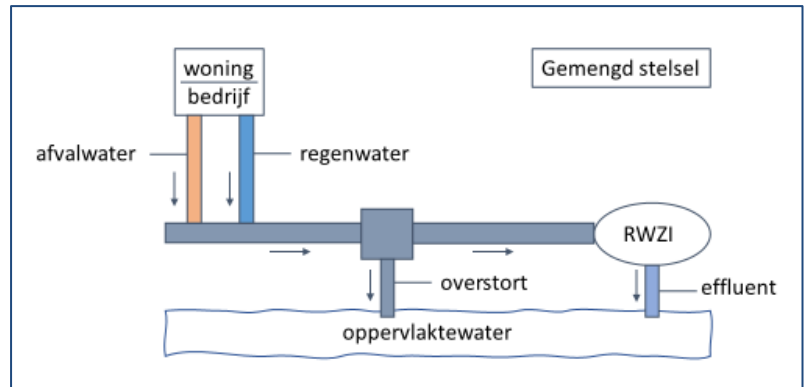 woning
bedrijf
Gemengd stelsel
afvalwater
regenwater
RWZI
overstort
effluent
oppervlaktewater